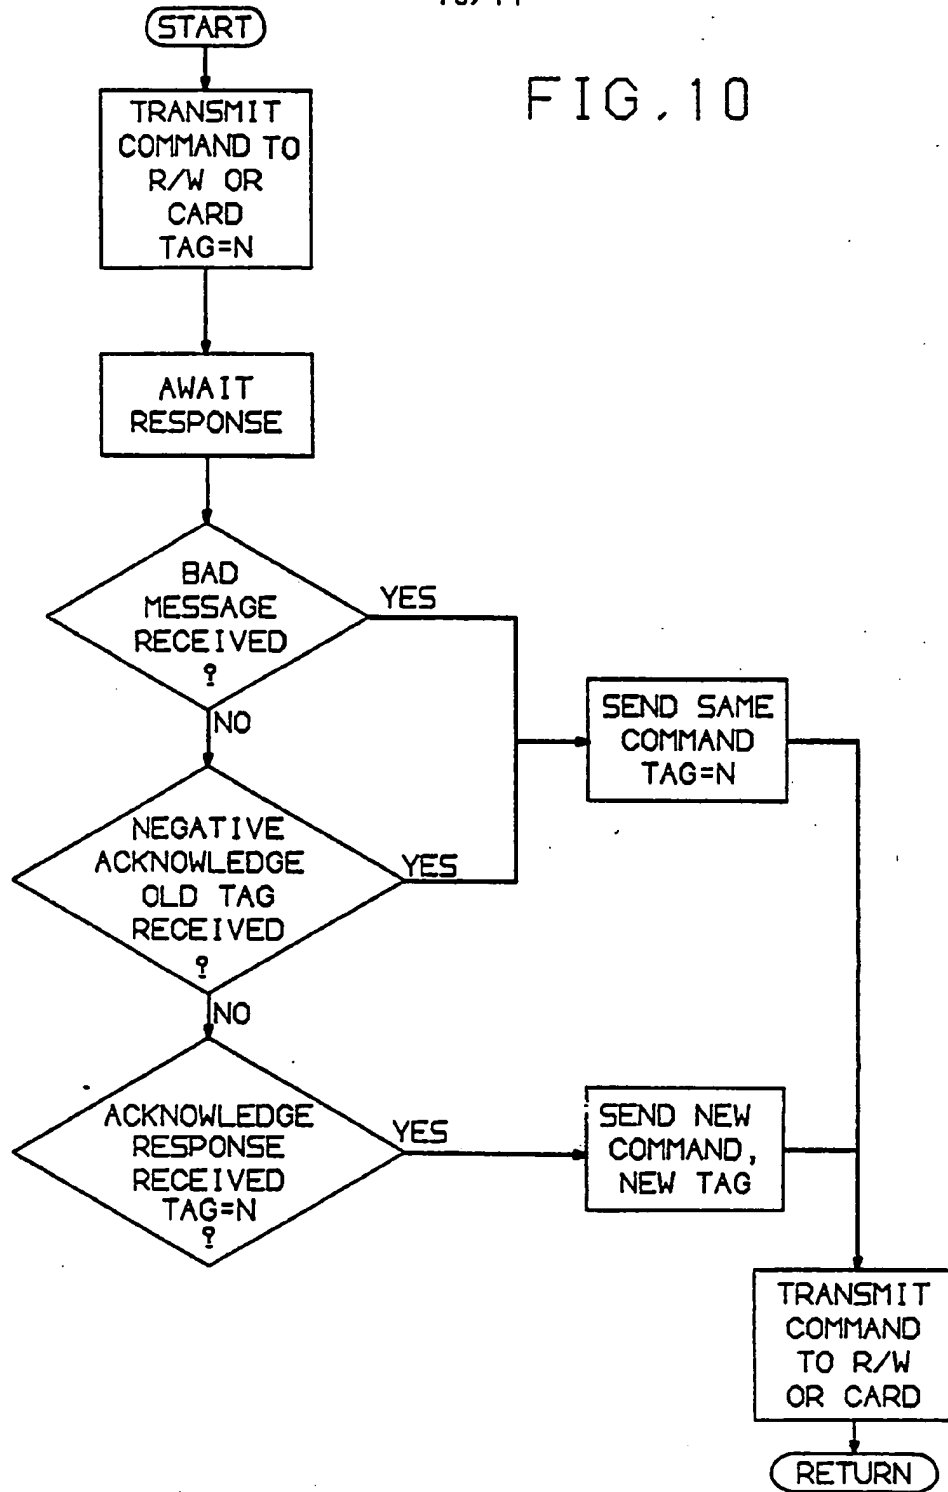 START
FIG.10
TRANSMIT
COMMAND TO
R/W OR
CARD
TAG=N
AWAIT
RESPONSE
BAD
MESSAGE
RECEIVED
?
YES
NO
SEND SAME
COMMAND
TAG=N
NEGATIVE
ACKNOWLEDGE
OLD TAG
RECEIVED
?
YES
NO
ACKNOWLEDGE
RESPONSE
RECEIVED
TAG=N
?
YES
SEND NEW
COMMAND,
NEW TAG
TRANSMIT
COMMAND
TO R/W
OR CARD
RETURN